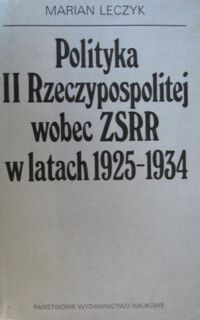 MARIAN LECZYK
Polityka
II Rzeczypospolitej
wobec ZSRR
w latach 1925-1934
PAŃSTWOWE WYDAWNICTWO NAUKOWE